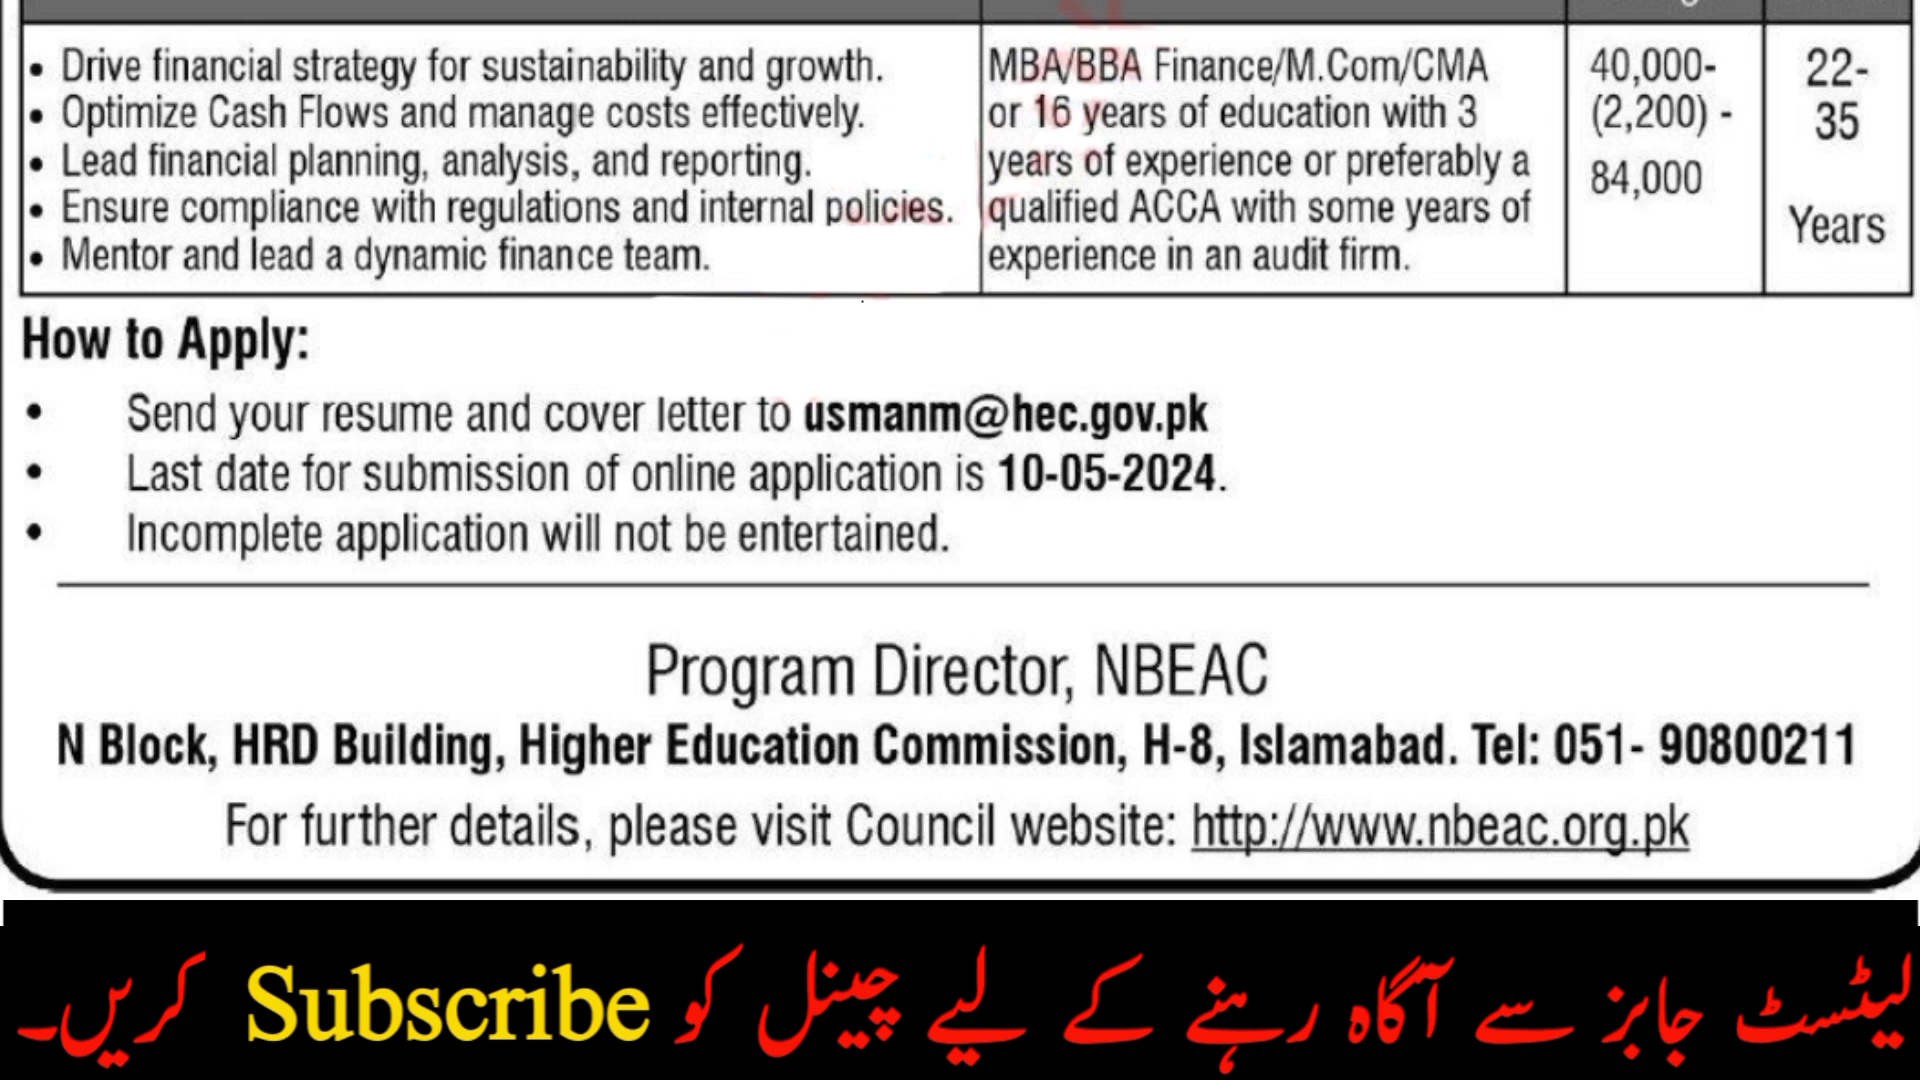 • Drive financial strategy for sustainability and growth.
• Optimize Cash Flows and manage costs effectively.
• Lead financial planning, analysis, and reporting.
• Ensure compliance with regulations and internal policies.
• Mentor and lead a dynamic finance team.
MBA/BBA Finance/M.Com/CMA
or 16 years of education with 3
years of experience or preferably a
qualified ACCA with some years of
experience in an audit firm.
40,000-
(2,200) -
84,000
22-
35
Years
How to Apply:
• Send your resume and cover letter to usmanm@hec.gov.pk
• Last date for submission of online application is 10-05-2024.
• Incomplete application will not be entertained.
Program Director, NBEAC
N Block, HRD Building, Higher Education Commission, H-8, Islamabad. Tel: 051- 90800211
For further details, please visit Council website: http://www.nbeac.org.pk
لیٹسٹ جابز سے آگاہ رہنے کے لیے چینل کو Subscribe کریں۔